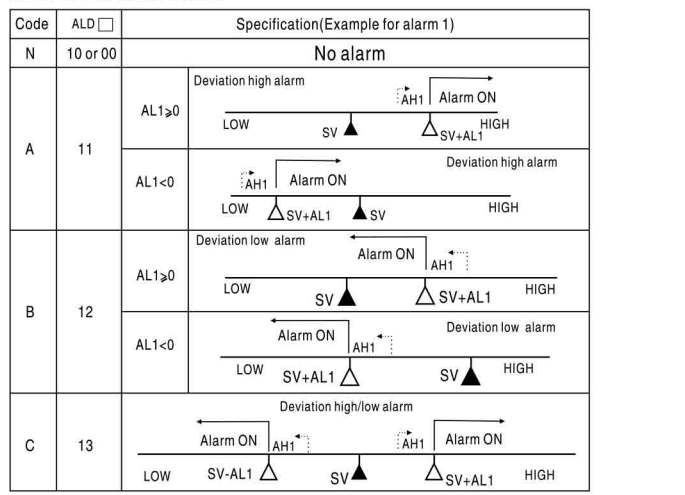 Code ALD□ Specification(Example for alarm 1)
N 10 or 00 No alarm
A 11
AL1⩾0
Deviation high alarm
AH1 Alarm ON
LOW SV SV+AL1 HIGH
AL1<0
Deviation high alarm
AH1 Alarm ON
LOW SV+AL1 SV HIGH
B 12
AL1⩾0
Deviation low alarm
Alarm ON AH1
LOW SV SV+AL1 HIGH
AL1<0
Deviation low alarm
Alarm ON AH1
LOW SV+AL1 SV HIGH
C 13
Deviation high/low alarm
Alarm ON AH1 AH1 Alarm ON
LOW SV-AL1 SV SV+AL1 HIGH